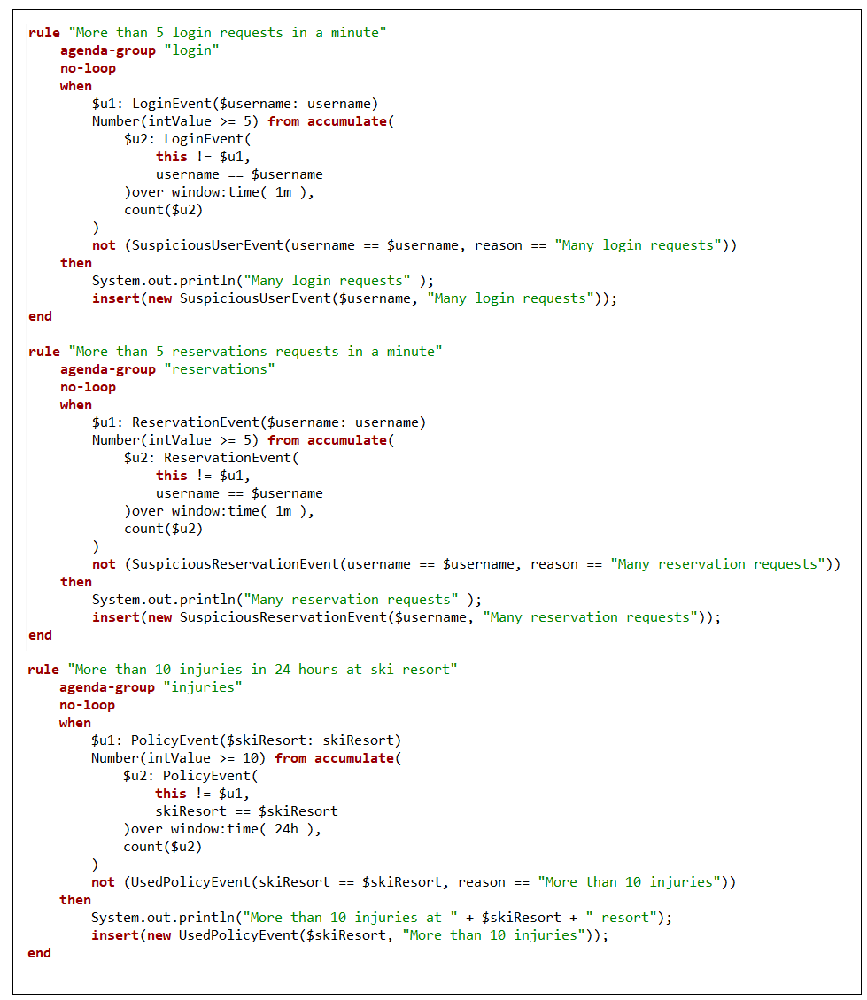 rule "More than 5 login requests in a minute"
    agenda-group "login"
    no-loop
    when
        $u1: LoginEvent($username: username)
        Number(intValue >= 5) from accumulate(
            $u2: LoginEvent(
                this != $u1,
                username == $username
            )over window:time( 1m ),
            count($u2)
        )
        not (SuspiciousUserEvent(username == $username, reason == "Many login requests"))
    then
        System.out.println("Many login requests" );
        insert(new SuspiciousUserEvent($username, "Many login requests"));
end

rule "More than 5 reservations requests in a minute"
    agenda-group "reservations"
    no-loop
    when
        $u1: ReservationEvent($username: username)
        Number(intValue >= 5) from accumulate(
            $u2: ReservationEvent(
                this != $u1,
                username == $username
            )over window:time( 1m ),
            count($u2)
        )
        not (SuspiciousReservationEvent(username == $username, reason == "Many reservation requests"))
    then
        System.out.println("Many reservation requests" );
        insert(new SuspiciousReservationEvent($username, "Many reservation requests"));
end

rule "More than 10 injuries in 24 hours at ski resort"
    agenda-group "injuries"
    no-loop
    when
        $u1: PolicyEvent($skiResort: skiResort)
        Number(intValue >= 10) from accumulate(
            $u2: PolicyEvent(
                this != $u1,
                skiResort == $skiResort
            )over window:time( 24h ),
            count($u2)
        )
        not (UsedPolicyEvent(skiResort == $skiResort, reason == "More than 10 injuries"))
    then
        System.out.println("More than 10 injuries at " + $skiResort + " resort");
        insert(new UsedPolicyEvent($skiResort, "More than 10 injuries"));
end